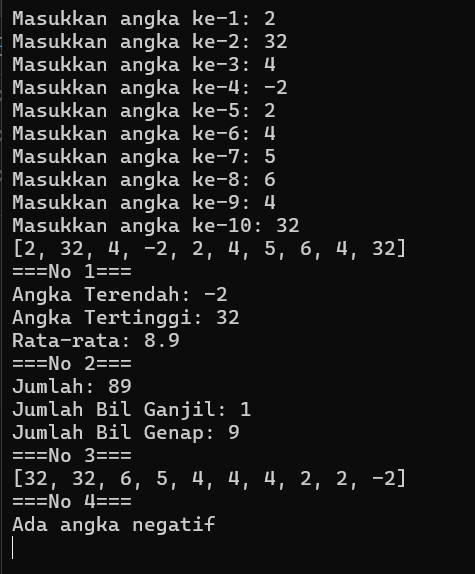 Masukkan angka ke-1: 2
Masukkan angka ke-2: 32
Masukkan angka ke-3: 4
Masukkan angka ke-4: -2
Masukkan angka ke-5: 2
Masukkan angka ke-6: 4
Masukkan angka ke-7: 5
Masukkan angka ke-8: 6
Masukkan angka ke-9: 4
Masukkan angka ke-10: 32
[2, 32, 4, -2, 2, 4, 5, 6, 4, 32]
===No 1===
Angka Terendah: -2
Angka Tertinggi: 32
Rata-rata: 8.9
===No 2===
Jumlah: 89
Jumlah Bil Ganjil: 1
Jumlah Bil Genap: 9
===No 3===
[32, 32, 6, 5, 4, 4, 4, 2, 2, -2]
===No 4===
Ada angka negatif